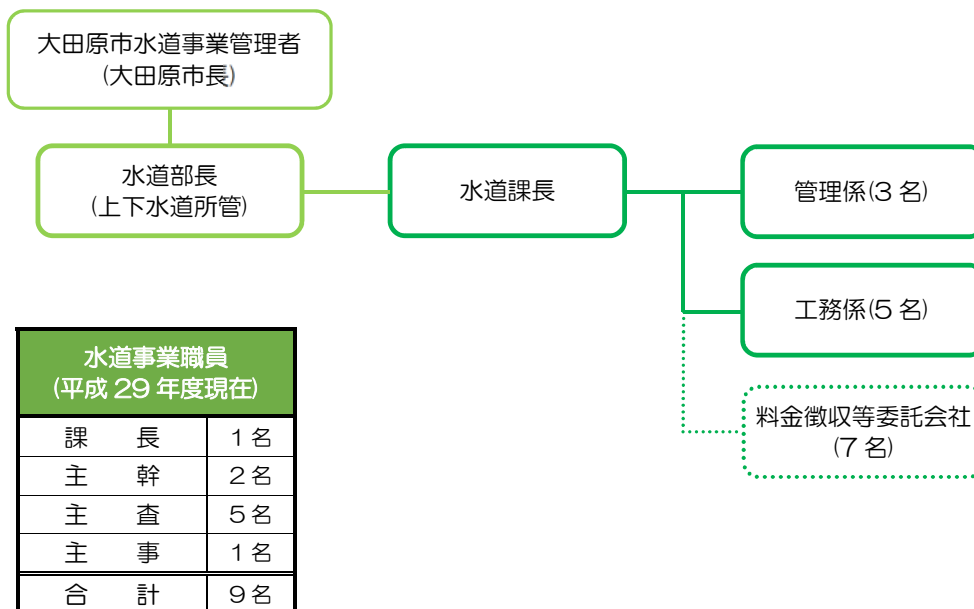 大田原市水道事業管理者
(大田原市長)
水道部長
(上下水道所管)
水道課長
管理係(3 名)
工務係(5 名)
料金徴収等委託会社
(7 名)
水道事業職員
(平成 29 年度現在)
課 長 1 名
主 幹 2 名
主 査 5 名
主 事 1 名
合 計 9 名